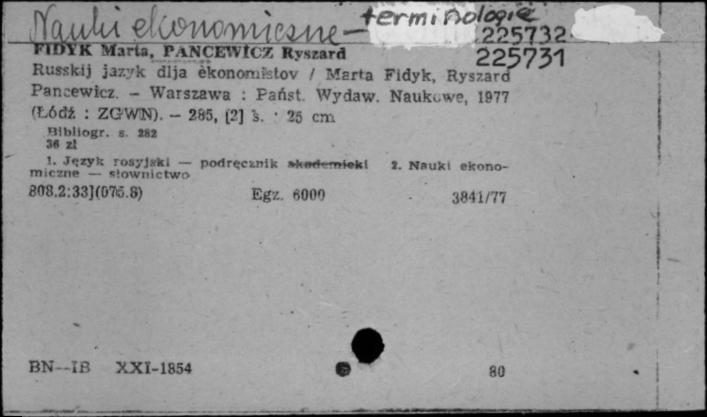 Nauki ekonomiczne - terminologie
225732
FIDYK Marta, PANCEWICZ Ryszard
225731
Russkij jazyk dlja èkonomistov / Marta Fidyk, Ryszard
Pancewicz. – Warszawa : Państ. Wydaw. Naukowe, 1977
(Łódź : ZGWN). – 285, [2] s. : 25 cm
Bibliogr. s. 282
36 zł
1. Język rosyjski — podręcznik akademicki 2. Nauki ekono-
miczne — słownictwo
808.2:33](075.8) Egz. 6000 3841/77
BN—IB XXI-1854 80